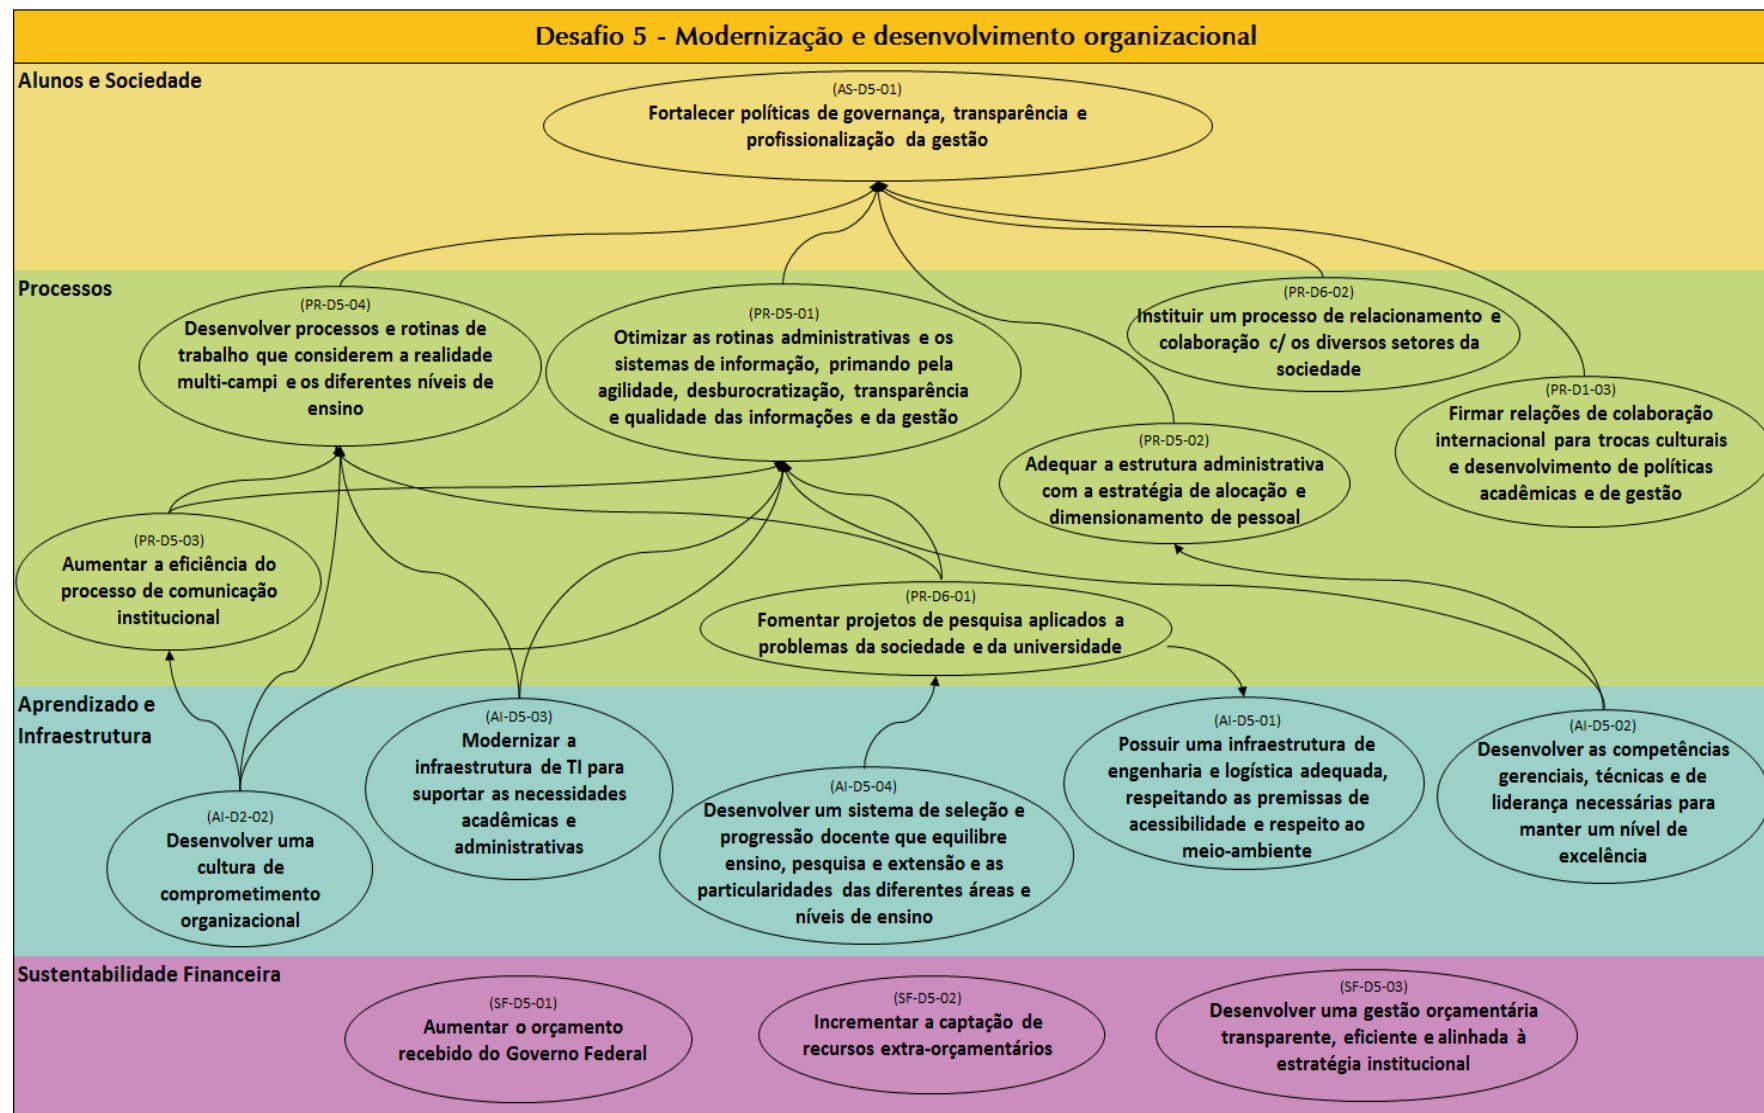 Desafio 5 - Modernização e desenvolvimento organizacional
Alunos e Sociedade
(AS-D5-01)
Fortalecer políticas de governança, transparência e
profissionalização da gestão
Processos
(PR-D5-04)
Desenvolver processos e rotinas de
trabalho que considerem a realidade
multi-campi e os diferentes níveis de
ensino
(PR-D5-01)
Otimizar as rotinas administrativas e os
sistemas de informação, primando pela
agilidade, desburocratização, transparência
e qualidade das informações e da gestão
(PR-D6-02)
Instituir um processo de relacionamento e
colaboração c/ os diversos setores da
sociedade
(PR-D1-03)
Firmar relações de colaboração
internacional para trocas culturais
e desenvolvimento de políticas
acadêmicas e de gestão
(PR-D5-02)
Adequar a estrutura administrativa
com a estratégia de alocação e
dimensionamento de pessoal
(PR-D5-03)
Aumentar a eficiência do
processo de comunicação
institucional
(PR-D6-01)
Fomentar projetos de pesquisa aplicados a
problemas da sociedade e da universidade
Aprendizado e
Infraestrutura
(AI-D2-02)
Desenvolver uma
cultura de
comprometimento
organizacional
(AI-D5-03)
Modernizar a
infraestrutura de TI para
suportar as necessidades
acadêmicas e
administrativas
(AI-D5-04)
Desenvolver um sistema de seleção e
progressão docente que equilibre
ensino, pesquisa e extensão e as
particularidades das diferentes áreas e
níveis de ensino
(AI-D5-01)
Possuir uma infraestrutura de
engenharia e logística adequada,
respeitando as premissas de
acessibilidade e respeito ao
meio-ambiente
(AI-D5-02)
Desenvolver as competências
gerenciais, técnicas e de
liderança necessárias para
manter um nível de
excelência
Sustentabilidade Financeira
(SF-D5-01)
Aumentar o orçamento
recebido do Governo Federal
(SF-D5-02)
Incrementar a captação de
recursos extra-orçamentários
(SF-D5-03)
Desenvolver uma gestão orçamentária
transparente, eficiente e alinhada à
estratégia institucional